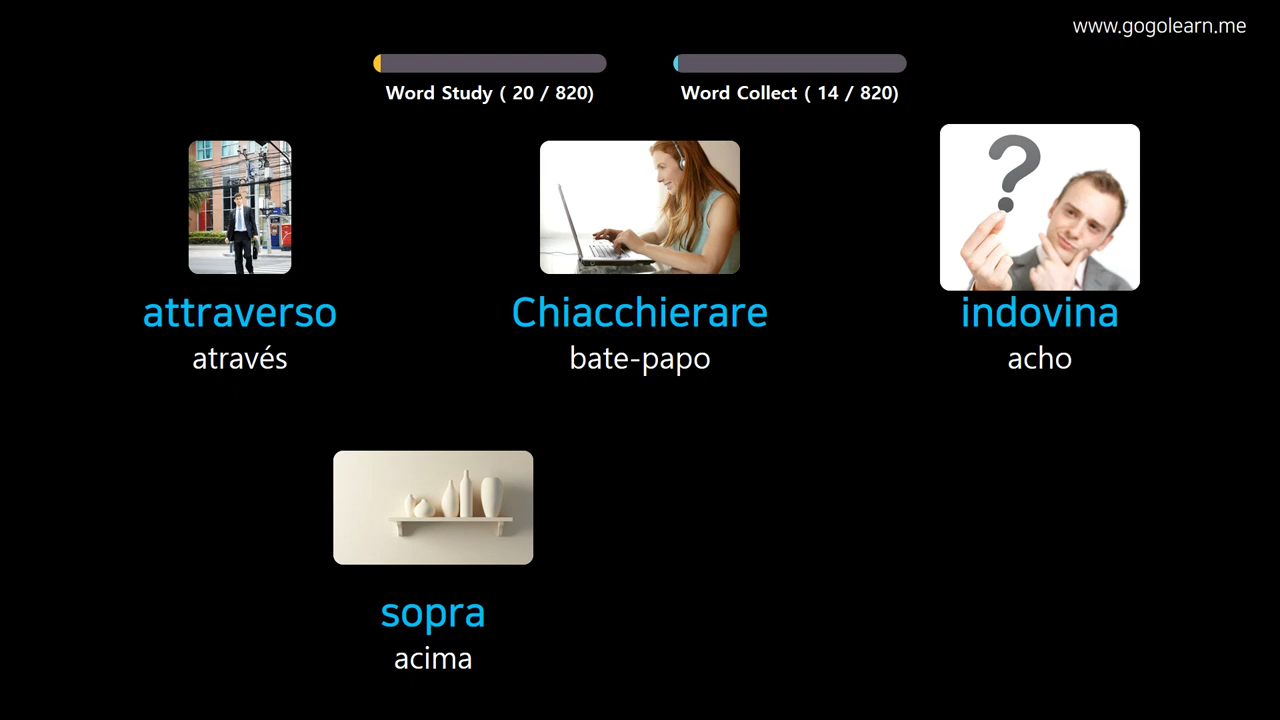 www.gogolearn.me
Word Study ( 20 / 820)
Word Collect ( 14 / 820)
attraverso
através
Chiacchierare
bate-papo
indovina
acho
sopra
acima